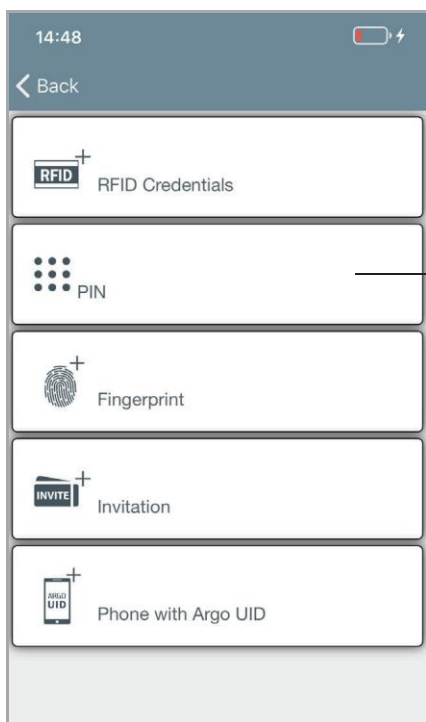 14:48
Back
RFID
RFID Credentials
PIN
Fingerprint
INVITE
Invitation
ARGO
UID
Phone with Argo UID